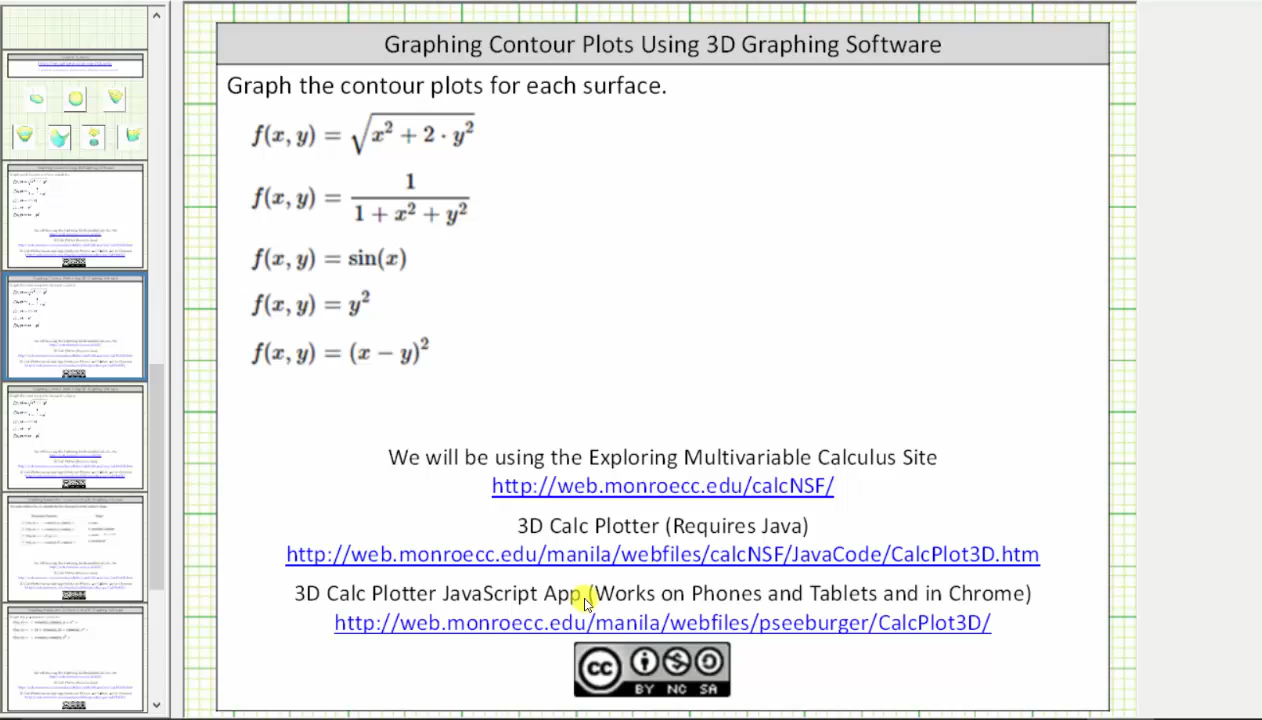 Graphing Contour Plots Using 3D Graphing Software
Graph the contour plots for each surface.
f(x, y) = √(x² + 2 · y²)
f(x, y) = 1 / (1 + x² + y²)
f(x, y) = sin(x)
f(x, y) = y²
f(x, y) = (x − y)²
We will be using the Exploring Multivariable Calculus Site
http://web.monroecc.edu/calcNSF/
3D Calc Plotter (Requires Java)
http://web.monroecc.edu/manila/webfiles/calcNSF/JavaCode/CalcPlot3D.htm
3D Calc Plotter JavaScript App (Works on Phones and Tablets and in Chrome)
http://web.monroecc.edu/manila/webfiles/pseeburger/CalcPlot3D/
cc
BY NC SA